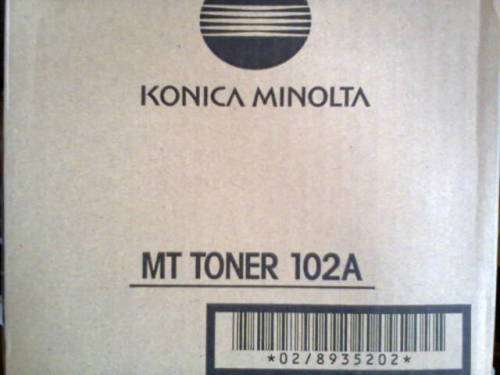 KONICA MINOLTA
MT TONER 102A
*02/8935202*